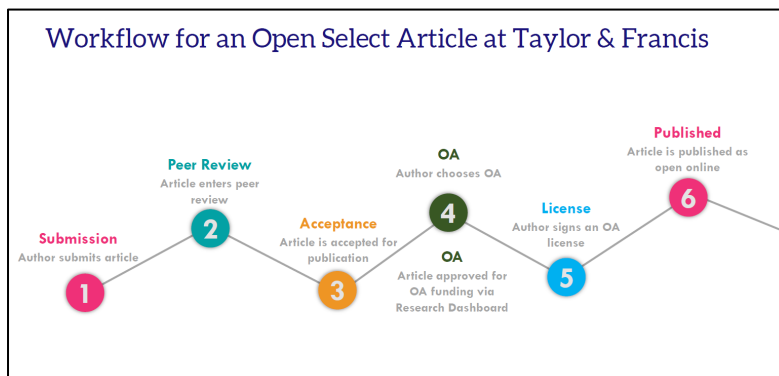 Workflow for an Open Select Article at Taylor & Francis
Submission
Author submits article
1
Peer Review
Article enters peer
review
2
Acceptance
Article is accepted for
publication
3
OA
Author chooses OA
4
OA
Article approved for
OA funding via
Research Dashboard
License
Author signs an OA
license
5
Published
Article is published as
open online
6